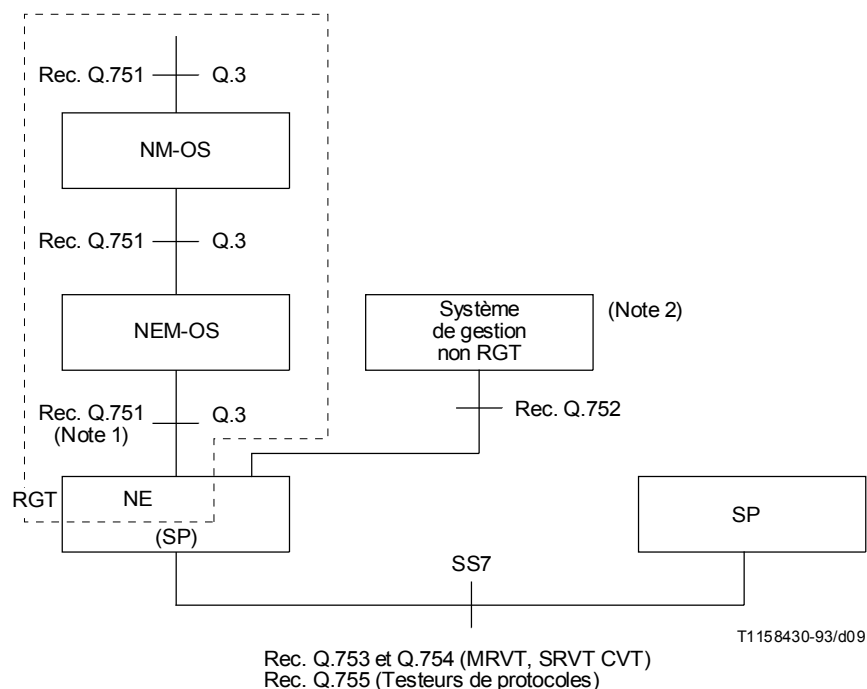 Rec. Q.751 Q.3
NM-OS
Rec. Q.751 Q.3
NEM-OS
Système
de gestion
non RGT
(Note 2)
Rec. Q.751 Q.3
(Note 1)
Rec. Q.752
RGT
NE
(SP)
SP
SS7
T1158430-93/d09
Rec. Q.753 et Q.754 (MRVT, SRVT CVT)
Rec. Q.755 (Testeurs de protocoles)